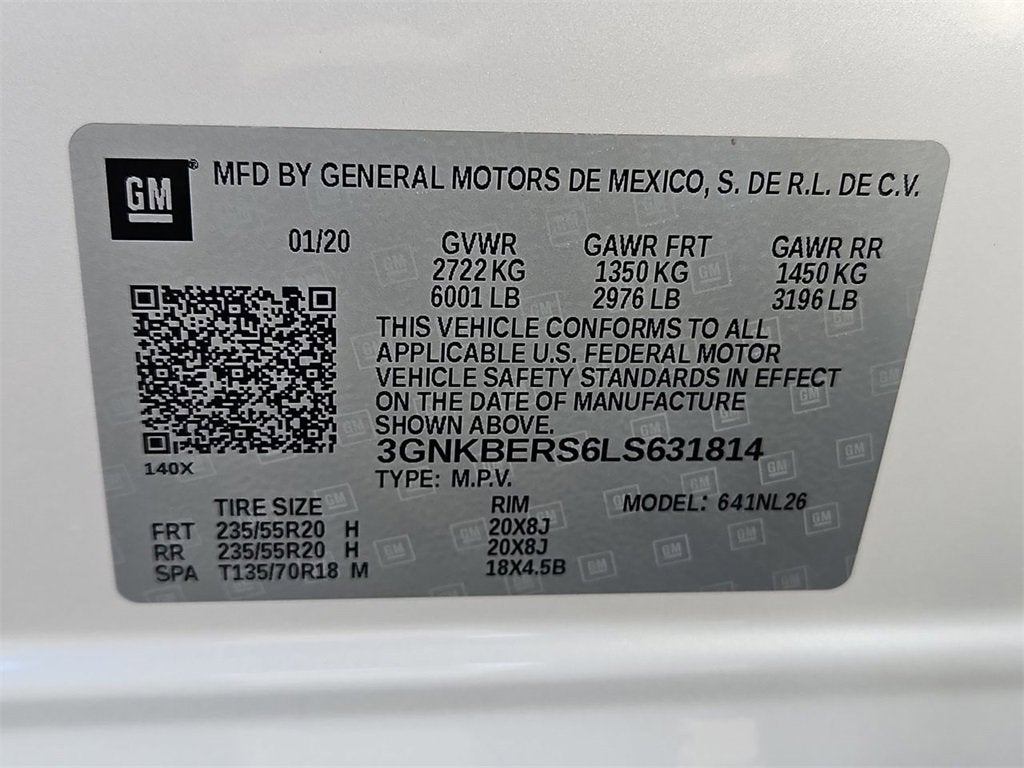 GM ® MFD BY GENERAL MOTORS DE MEXICO, S. DE R.L. DE C.V.
01/20 GVWR GAWR FRT GAWR RR
2722 KG 1350 KG 1450 KG
6001 LB 2976 LB 3196 LB
THIS VEHICLE CONFORMS TO ALL
APPLICABLE U.S. FEDERAL MOTOR
VEHICLE SAFETY STANDARDS IN EFFECT
ON THE DATE OF MANUFACTURE
SHOWN ABOVE.
3GNKBERS6LS631814
140X
TYPE: M.P.V.
TIRE SIZE RIM MODEL: 641NL26
FRT 235/55R20 H 20X8J
RR 235/55R20 H 20X8J
SPA T135/70R18 M 18X4.5B